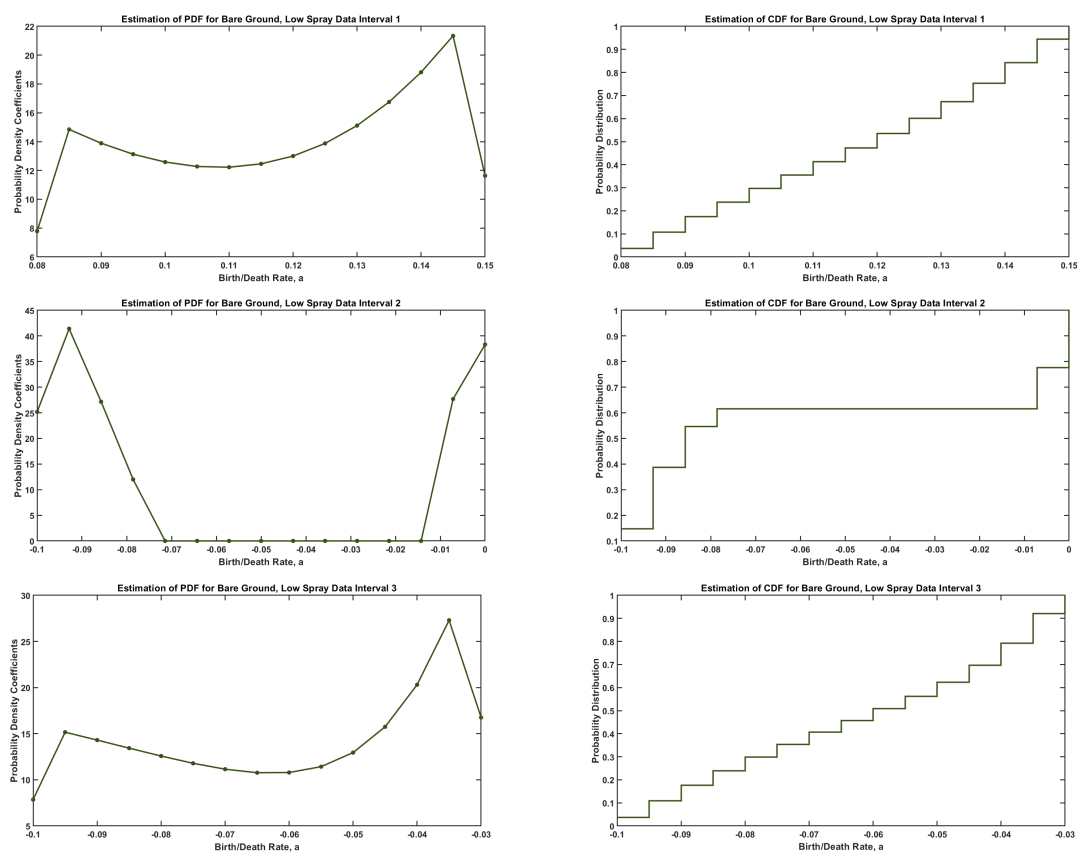 Estimation of PDF for Bare Ground, Low Spray Data Interval 1
22
20
18
16
14
12
10
8
6
0.08 0.09 0.1 0.11 0.12 0.13 0.14 0.15
Probability Density Coefficients
Birth/Death Rate, a
Estimation of CDF for Bare Ground, Low Spray Data Interval 1
1
0.9
0.8
0.7
0.6
0.5
0.4
0.3
0.2
0.1
0
0.08 0.09 0.1 0.11 0.12 0.13 0.14 0.15
Probability Distribution
Birth/Death Rate, a
Estimation of PDF for Bare Ground, Low Spray Data Interval 2
45
40
35
30
25
20
15
10
5
0
-0.1 -0.09 -0.08 -0.07 -0.06 -0.05 -0.04 -0.03 -0.02 -0.01 0
Probability Density Coefficients
Birth/Death Rate, a
Estimation of CDF for Bare Ground, Low Spray Data Interval 2
1
0.9
0.8
0.7
0.6
0.5
0.4
0.3
0.2
0.1
-0.1 -0.09 -0.08 -0.07 -0.06 -0.05 -0.04 -0.03 -0.02 -0.01 0
Probability Distribution
Birth/Death Rate, a
Estimation of PDF for Bare Ground, Low Spray Data Interval 3
30
25
20
15
10
5
-0.1 -0.09 -0.08 -0.07 -0.06 -0.05 -0.04 -0.03
Probability Density Coefficients
Birth/Death Rate, a
Estimation of CDF for Bare Ground, Low Spray Data Interval 3
1
0.9
0.8
0.7
0.6
0.5
0.4
0.3
0.2
0.1
0
-0.1 -0.09 -0.08 -0.07 -0.06 -0.05 -0.04 -0.03
Probability Distribution
Birth/Death Rate, a